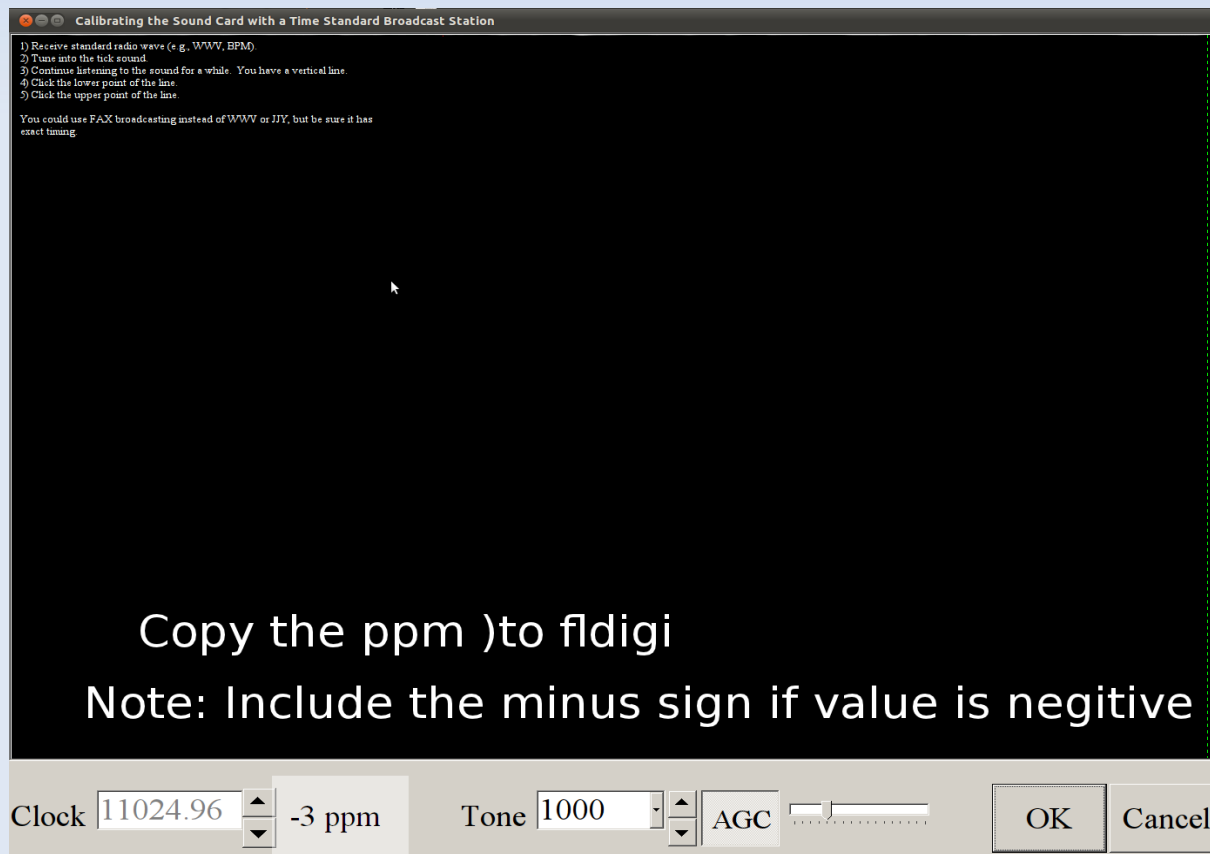 Calibrating the Sound Card with a Time Standard Broadcast Station
1) Receive standard radio wave (e.g., WWV, BPM).
2) Tune into the tick sound.
3) Continue listening to the sound for a while.  You have a vertical line.
4) Click the lower point of the line.
5) Click the upper point of the line.
You could use FAX broadcasting instead of WWV or JJY, but be sure it has
exact timing.
Copy the ppm )to fldigi
Note: Include the minus sign if value is negitive
Clock 11024.96 -3 ppm Tone 1000 AGC OK Cancel